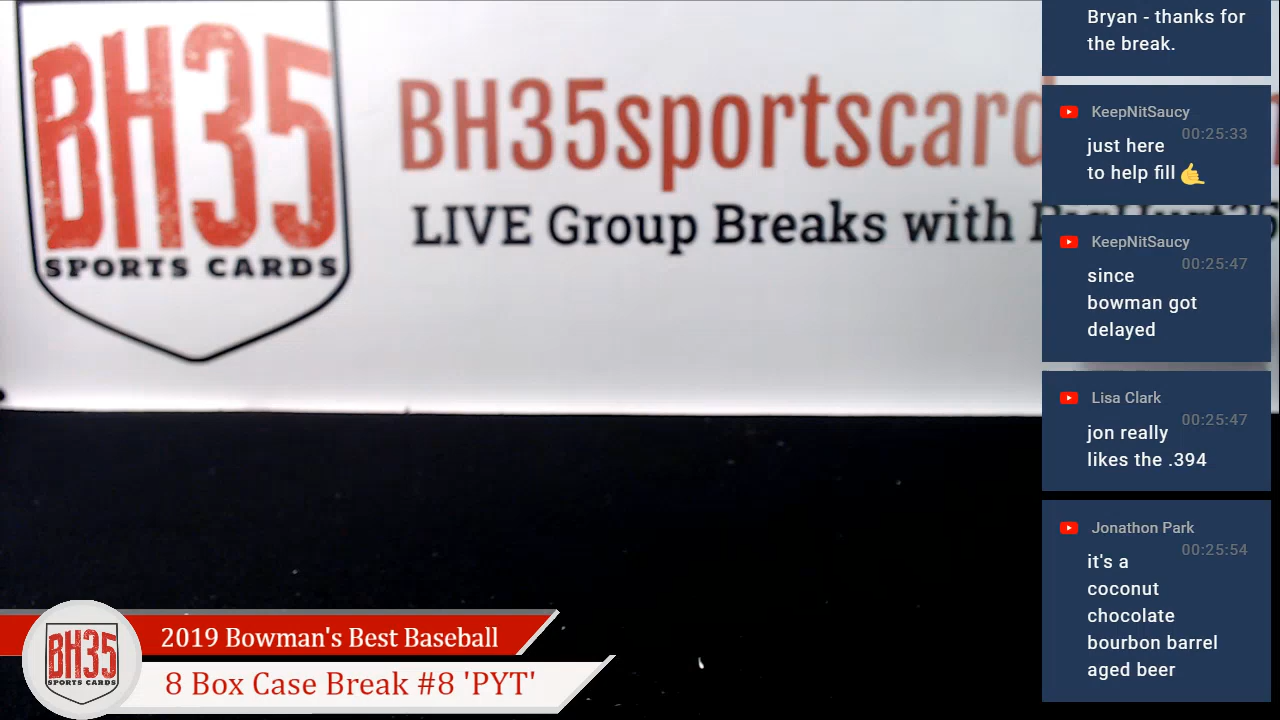 BH35
SPORTS CARDS
BH35sportscard
LIVE Group Breaks with
Bryan - thanks for
the break.
KeepNitSaucy
00:25:33
just here
to help fill 🤙
KeepNitSaucy
00:25:47
since
bowman got
delayed
Lisa Clark
00:25:47
jon really
likes the .394
Jonathon Park
00:25:54
it's a
coconut
chocolate
bourbon barrel
aged beer
BH35
SPORTS CARDS
2019 Bowman's Best Baseball
8 Box Case Break #8 'PYT'